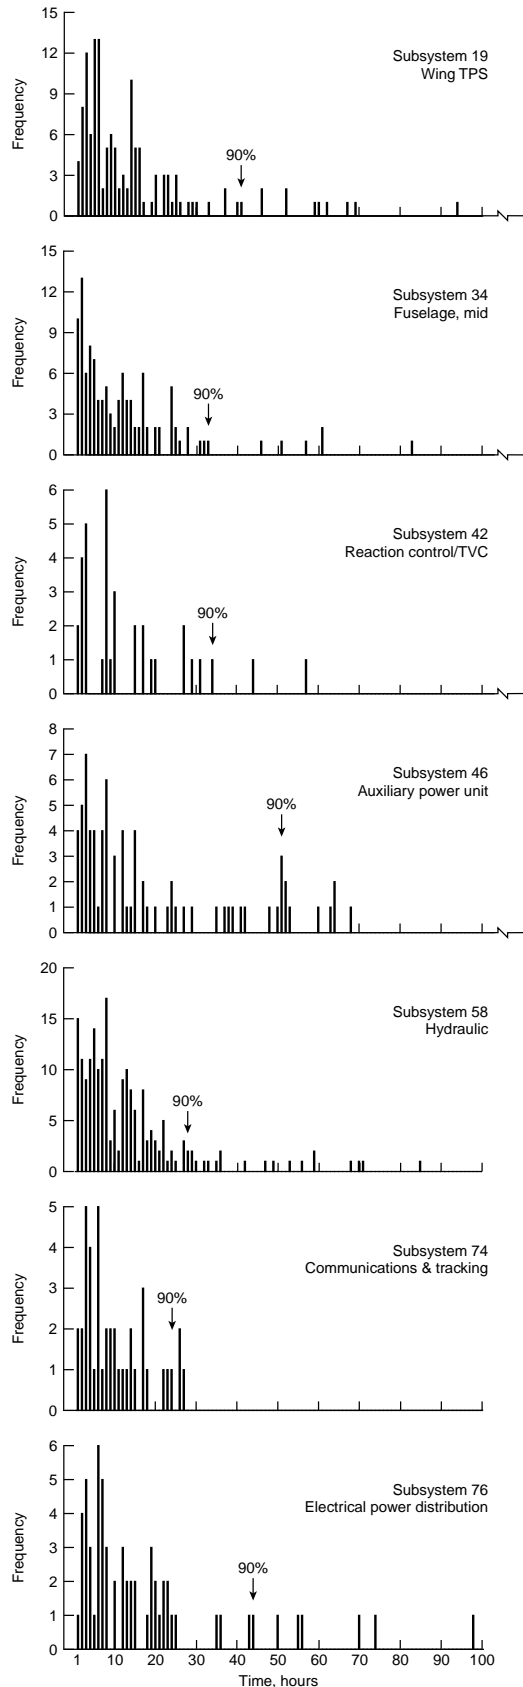 15
12
9
6
3
0
Frequency
Subsystem 19
Wing TPS
90%
15
12
9
6
3
0
Frequency
Subsystem 34
Fuselage, mid
90%
6
5
4
3
2
1
0
Frequency
Subsystem 42
Reaction control/TVC
90%
8
7
6
5
4
3
2
1
0
Frequency
Subsystem 46
Auxiliary power unit
90%
20
15
10
5
0
Frequency
Subsystem 58
Hydraulic
90%
5
4
3
2
1
0
Frequency
Subsystem 74
Communications & tracking
90%
6
5
4
3
2
1
0
Frequency
Subsystem 76
Electrical power distribution
90%
1 10 20 30 40 50 60 70 80 90 100
Time, hours